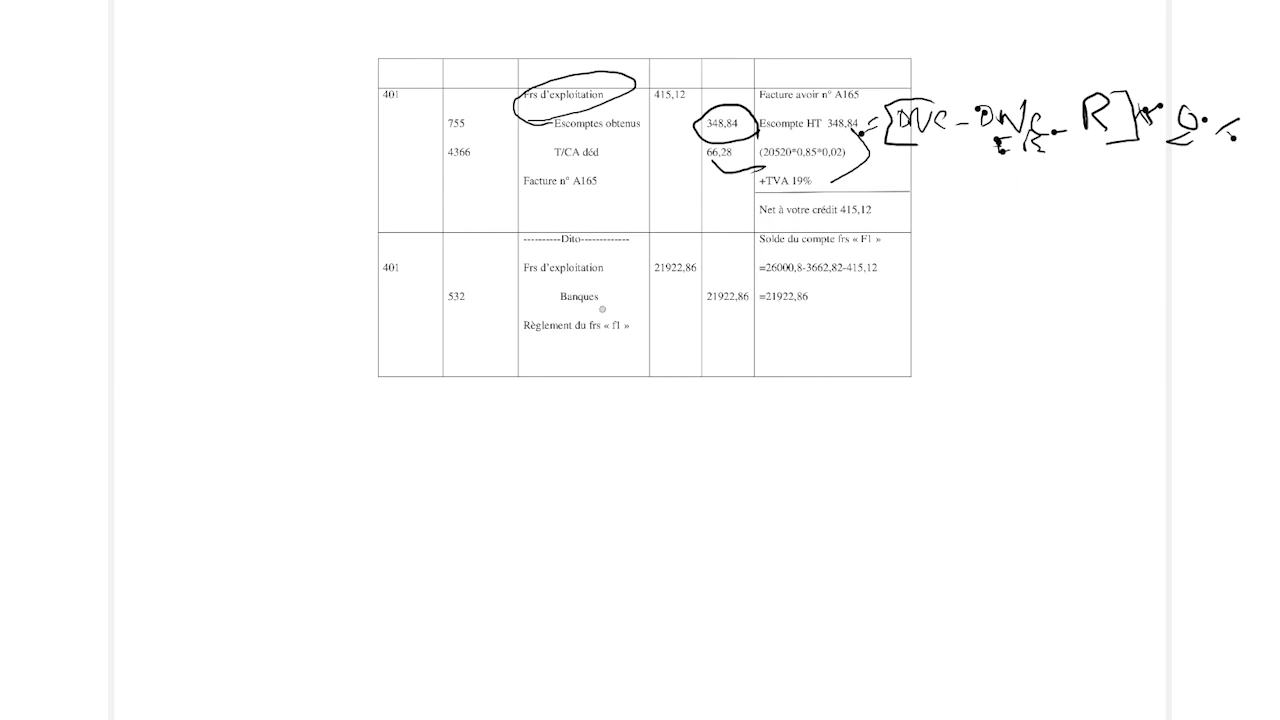 401 Frs d'exploitation 415,12 Facture avoir n° A165
755 Escomptes obtenus 348,84 Escompte HT 348,84
4366 T/CA déd 66,28 (20520*0,85*0,02)
Facture n° A165 +TVA 19%
Net à votre crédit 415,12
----------Dito------------- Solde du compte frs « F1 »
401 Frs d'exploitation 21922,86 =26000,8-3662,82-415,12
532 Banques 21922,86 =21922,86
Règlement du frs « f1 »